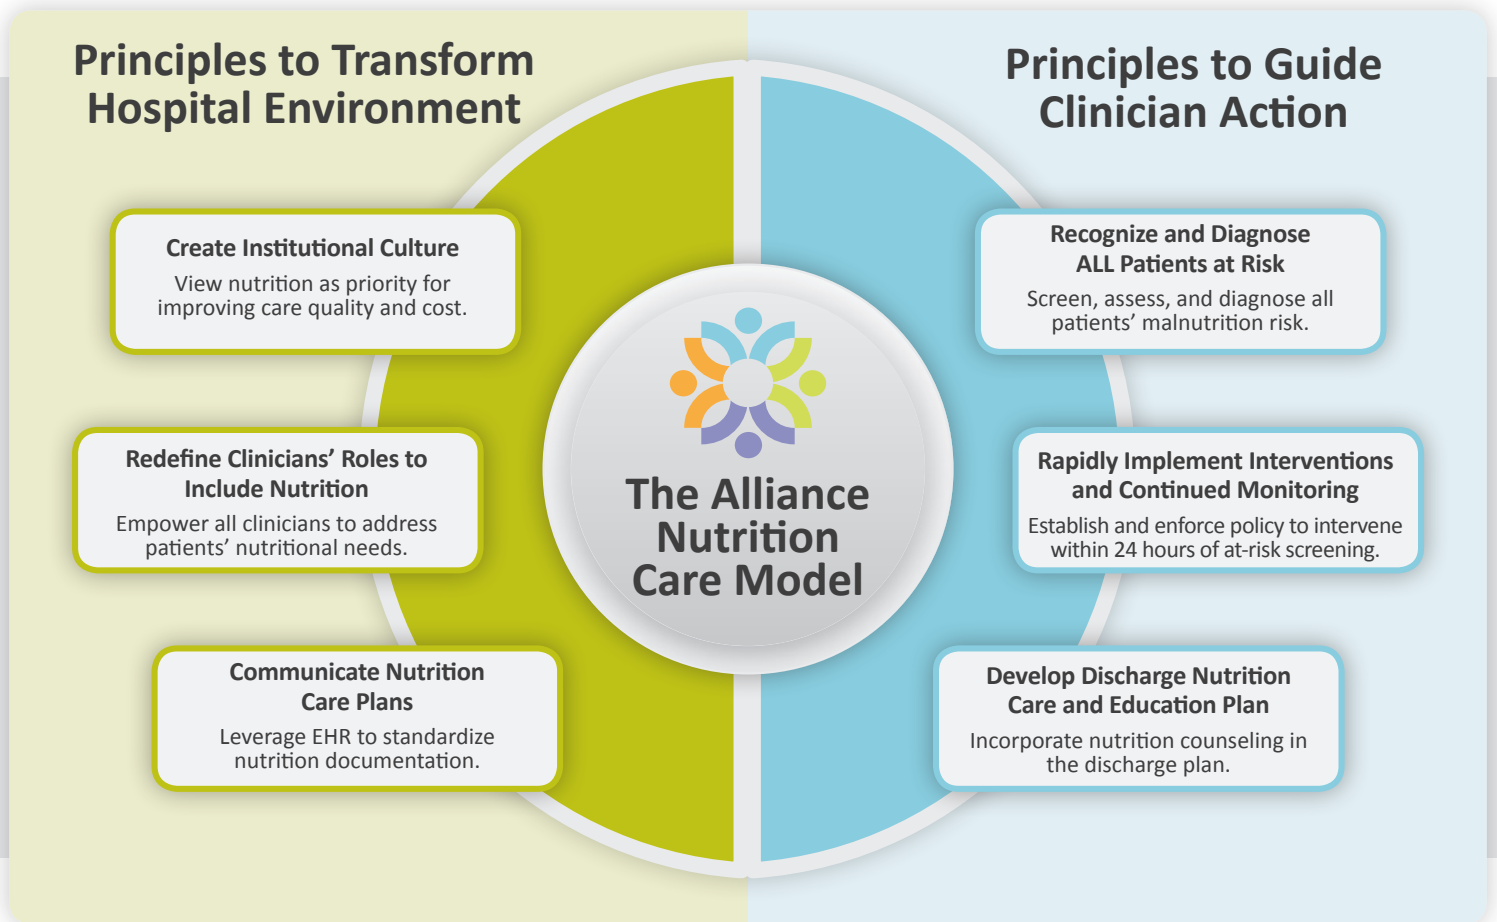 Principles to Transform
Hospital Environment
Create Institutional Culture
View nutrition as priority for
improving care quality and cost.
Redefine Clinicians’ Roles to
Include Nutrition
Empower all clinicians to address
patients’ nutritional needs.
Communicate Nutrition
Care Plans
Leverage EHR to standardize
nutrition documentation.
The Alliance
Nutrition
Care Model
Principles to Guide
Clinician Action
Recognize and Diagnose
ALL Patients at Risk
Screen, assess, and diagnose all
patients’ malnutrition risk.
Rapidly Implement Interventions
and Continued Monitoring
Establish and enforce policy to intervene
within 24 hours of at-risk screening.
Develop Discharge Nutrition
Care and Education Plan
Incorporate nutrition counseling in
the discharge plan.